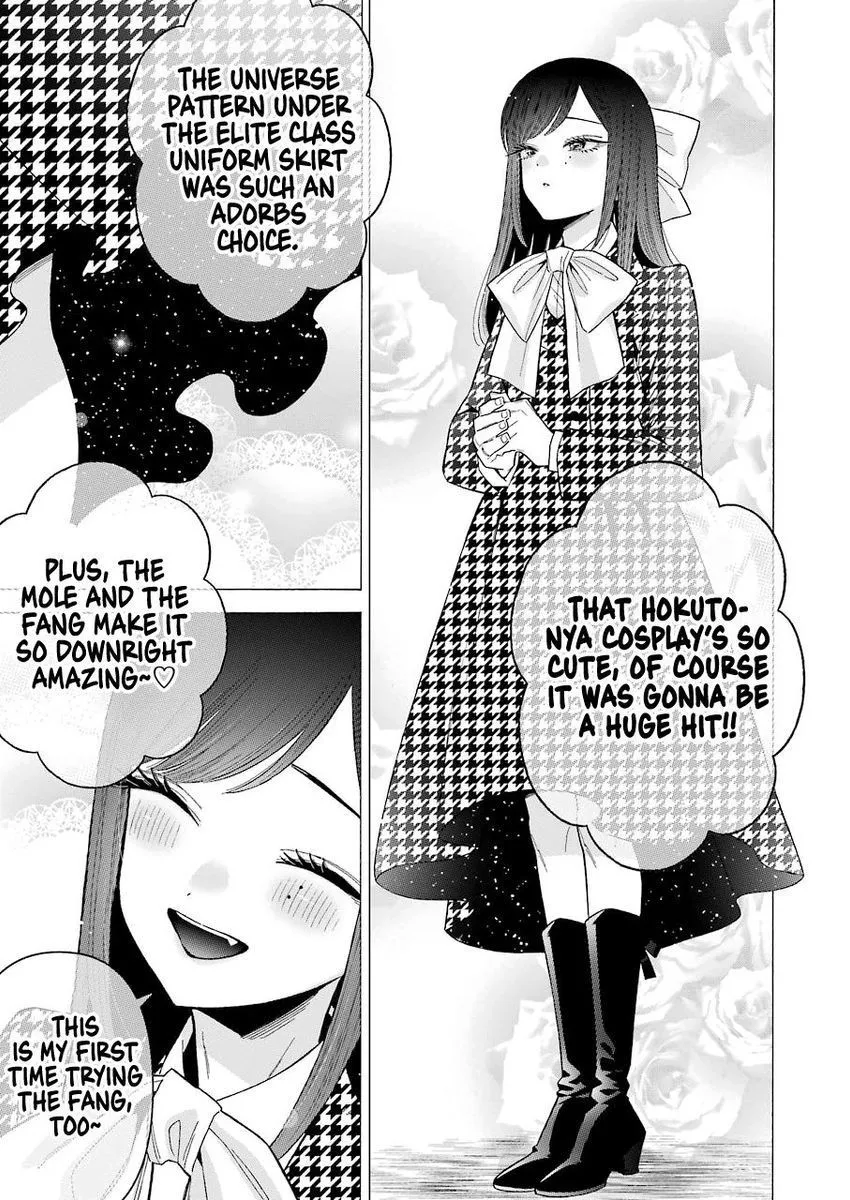 THAT HOKUTO-
NYA COSPLAY'S SO
CUTE, OF COURSE
IT WAS GONNA BE
A HUGE HIT!!
THE UNIVERSE
PATTERN UNDER
THE ELITE CLASS
UNIFORM SKIRT
WAS SUCH AN
ADORBS
CHOICE.
PLUS, THE
MOLE AND THE
FANG MAKE IT
SO DOWNRIGHT
AMAZING~♡
THIS
IS MY FIRST
TIME TRYING
THE FANG,
TOO~